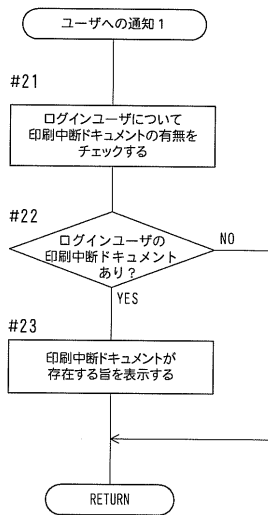 ユーザへの通知1
#21
ログインユーザについて
印刷中断ドキュメントの有無を
チェックする
#22
ログインユーザの
印刷中断ドキュメント
あり?
NO
YES
#23
印刷中断ドキュメントが
存在する旨を表示する
RETURN